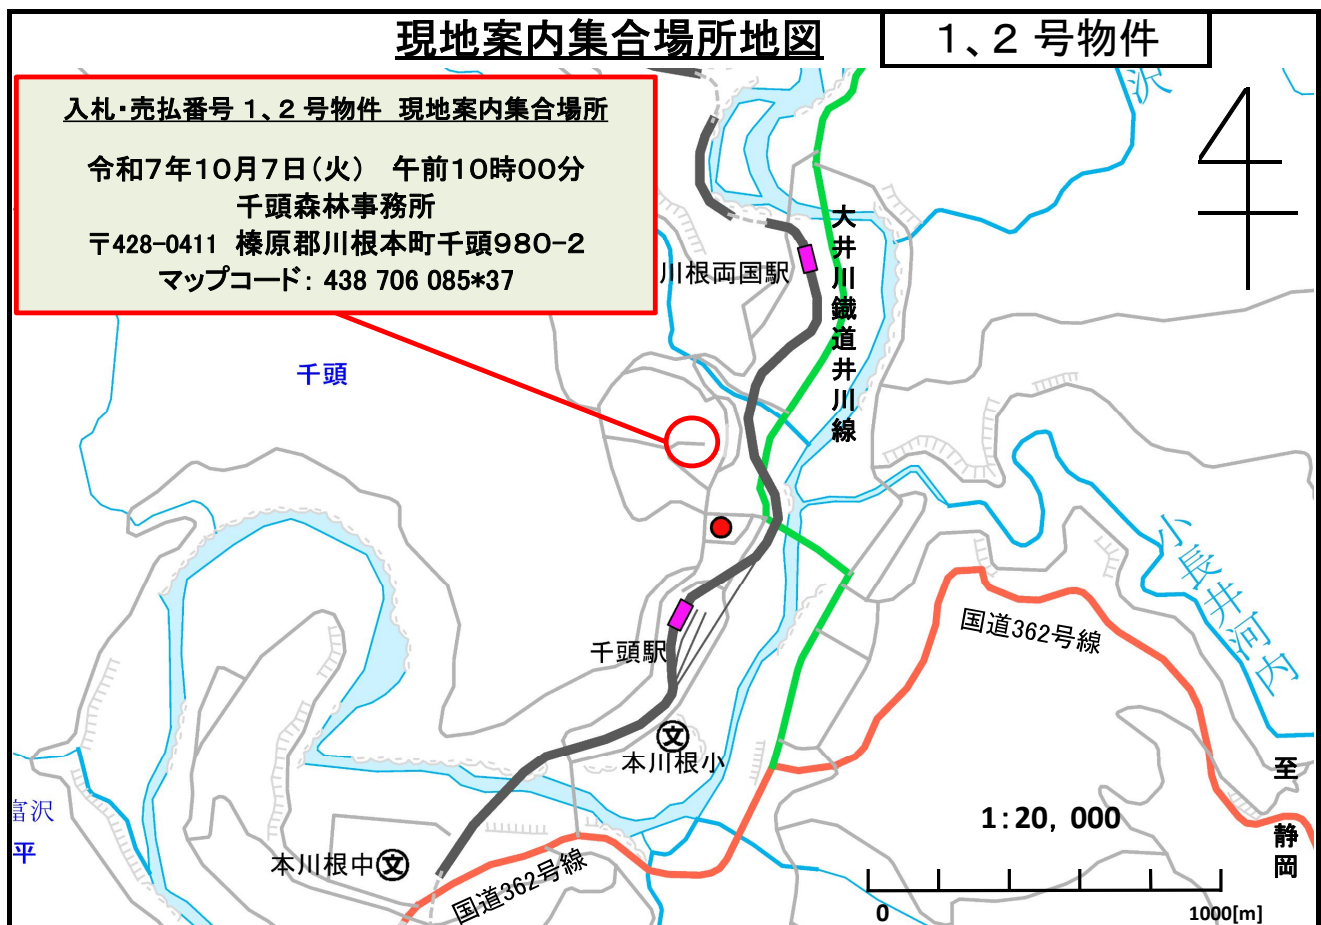 現地案内集合場所地図
1、2 号物件
入札・売払番号 1、2 号物件 現地案内集合場所
令和7年10月7日(火) 午前10時00分
千頭森林事務所
〒428-0411 榛原郡川根本町千頭980-2
マップコード: 438 706 085*37
沢
大井川鐵道井川線
川根両国駅
千頭
小長井河内
国道362号線
千頭駅
文
本川根小
至 静岡
1:20, 000
富沢
平
本川根中
文
国道362号線
0
1000[m]